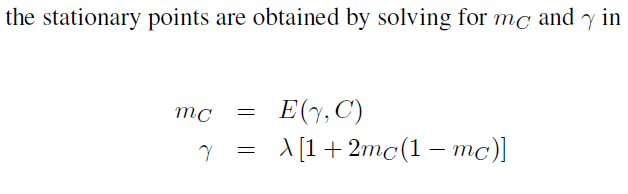 the stationary points are obtained by solving for m_C and γ in
m_C = E(γ, C)
γ = λ [1 + 2m_C(1 − m_C)]